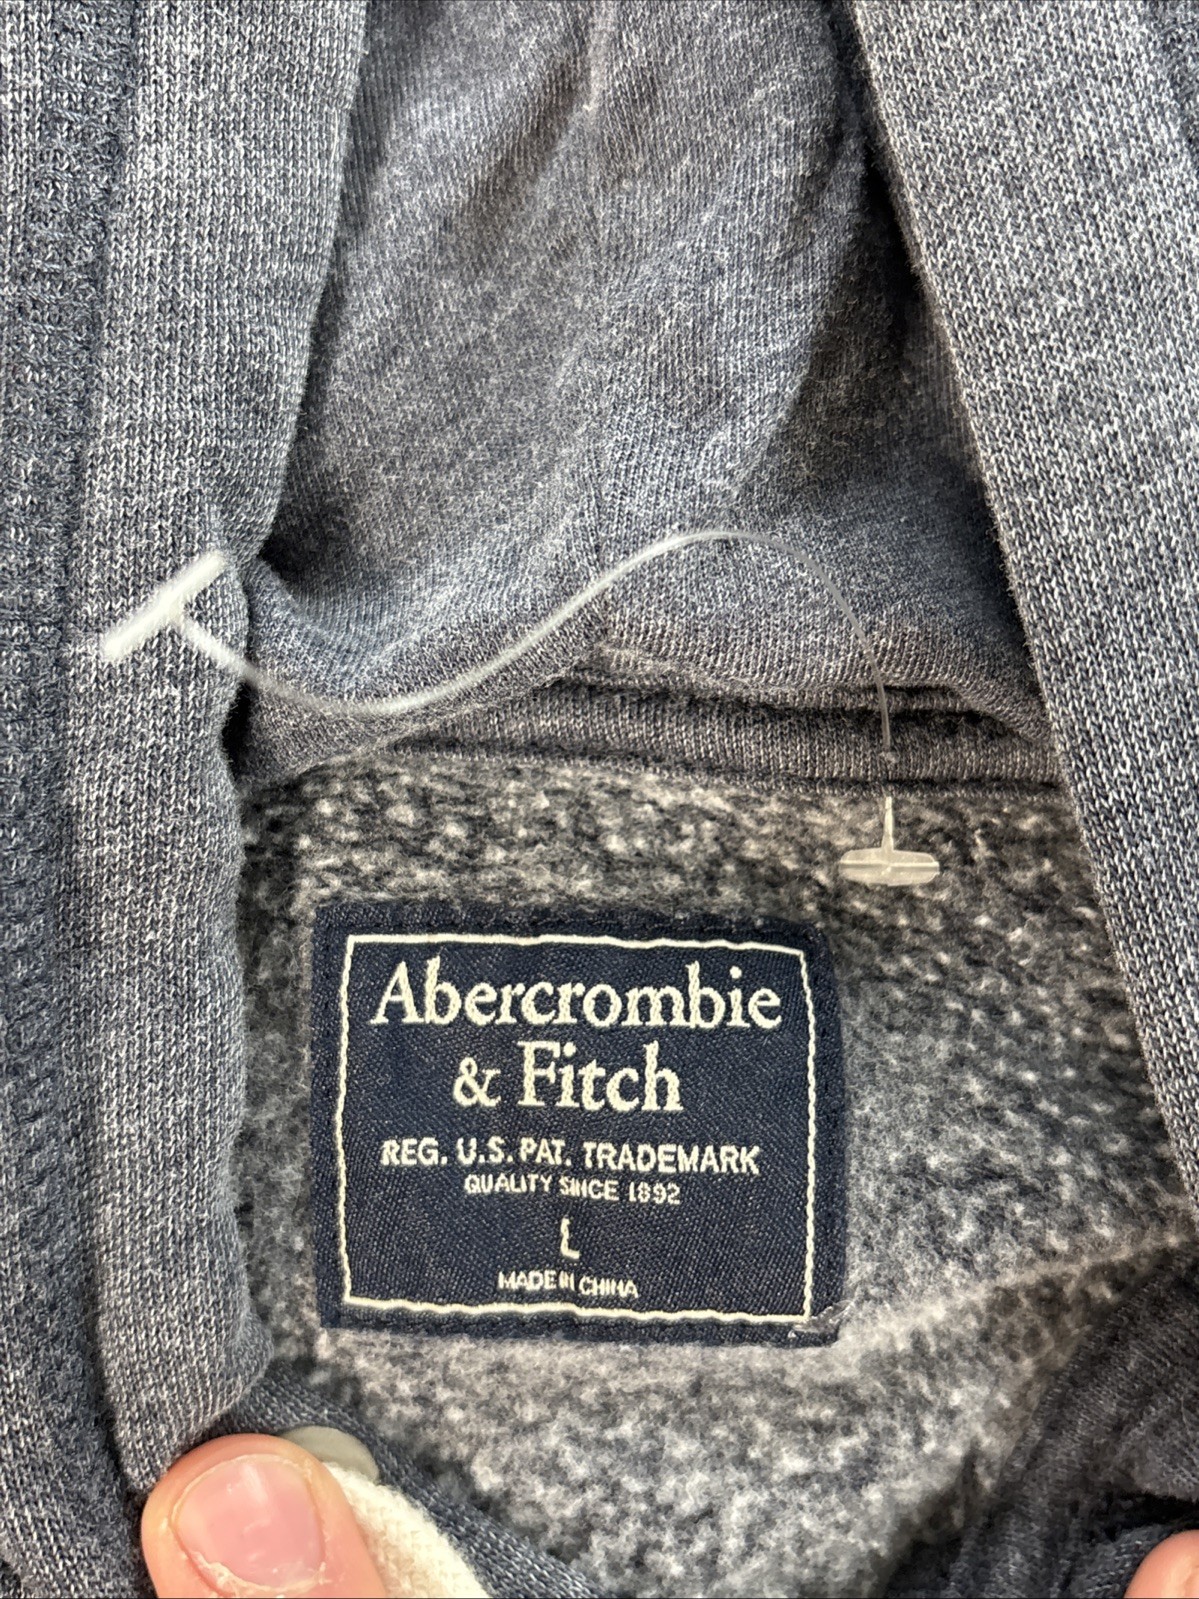 Abercrombie
& Fitch
REG. U.S. PAT. TRADEMARK
QUALITY SINCE 1892
L
MADE IN CHINA